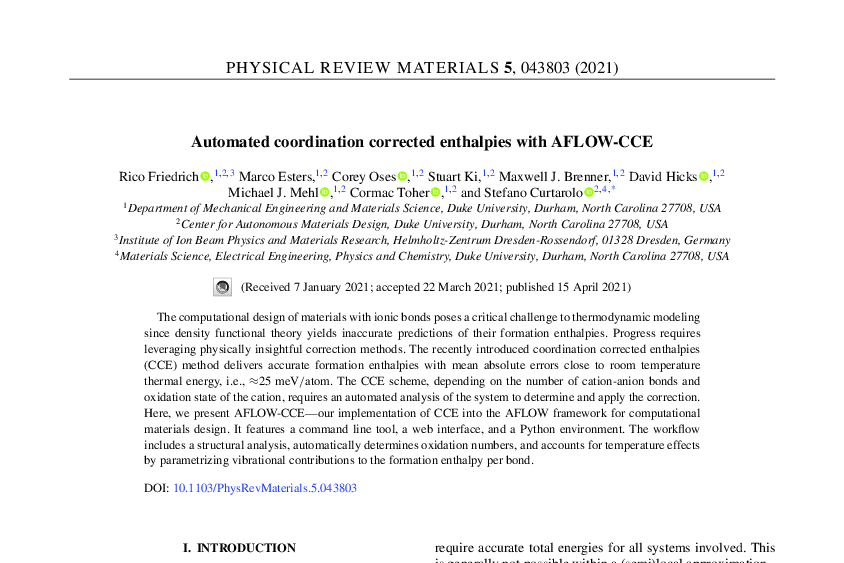 PHYSICAL REVIEW MATERIALS 5, 043803 (2021)
Automated coordination corrected enthalpies with AFLOW-CCE
Rico Friedrich,1,2,3 Marco Esters,1,2 Corey Oses,1,2 Stuart Ki,1,2 Maxwell J. Brenner,1,2 David Hicks,1,2
Michael J. Mehl,1,2 Cormac Toher,1,2 and Stefano Curtarolo2,4,*
1Department of Mechanical Engineering and Materials Science, Duke University, Durham, North Carolina 27708, USA
2Center for Autonomous Materials Design, Duke University, Durham, North Carolina 27708, USA
3Institute of Ion Beam Physics and Materials Research, Helmholtz-Zentrum Dresden-Rossendorf, 01328 Dresden, Germany
4Materials Science, Electrical Engineering, Physics and Chemistry, Duke University, Durham, North Carolina 27708, USA
(Received 7 January 2021; accepted 22 March 2021; published 15 April 2021)
The computational design of materials with ionic bonds poses a critical challenge to thermodynamic modeling
since density functional theory yields inaccurate predictions of their formation enthalpies. Progress requires
leveraging physically insightful correction methods. The recently introduced coordination corrected enthalpies
(CCE) method delivers accurate formation enthalpies with mean absolute errors close to room temperature
thermal energy, i.e., ≈25 meV/atom. The CCE scheme, depending on the number of cation-anion bonds and
oxidation state of the cation, requires an automated analysis of the system to determine and apply the correction.
Here, we present AFLOW-CCE—our implementation of CCE into the AFLOW framework for computational
materials design. It features a command line tool, a web interface, and a Python environment. The workflow
includes a structural analysis, automatically determines oxidation numbers, and accounts for temperature effects
by parametrizing vibrational contributions to the formation enthalpy per bond.
DOI: 10.1103/PhysRevMaterials.5.043803
I. INTRODUCTION
require accurate total energies for all systems involved. This
is generally not possible within a (semi)local approximation